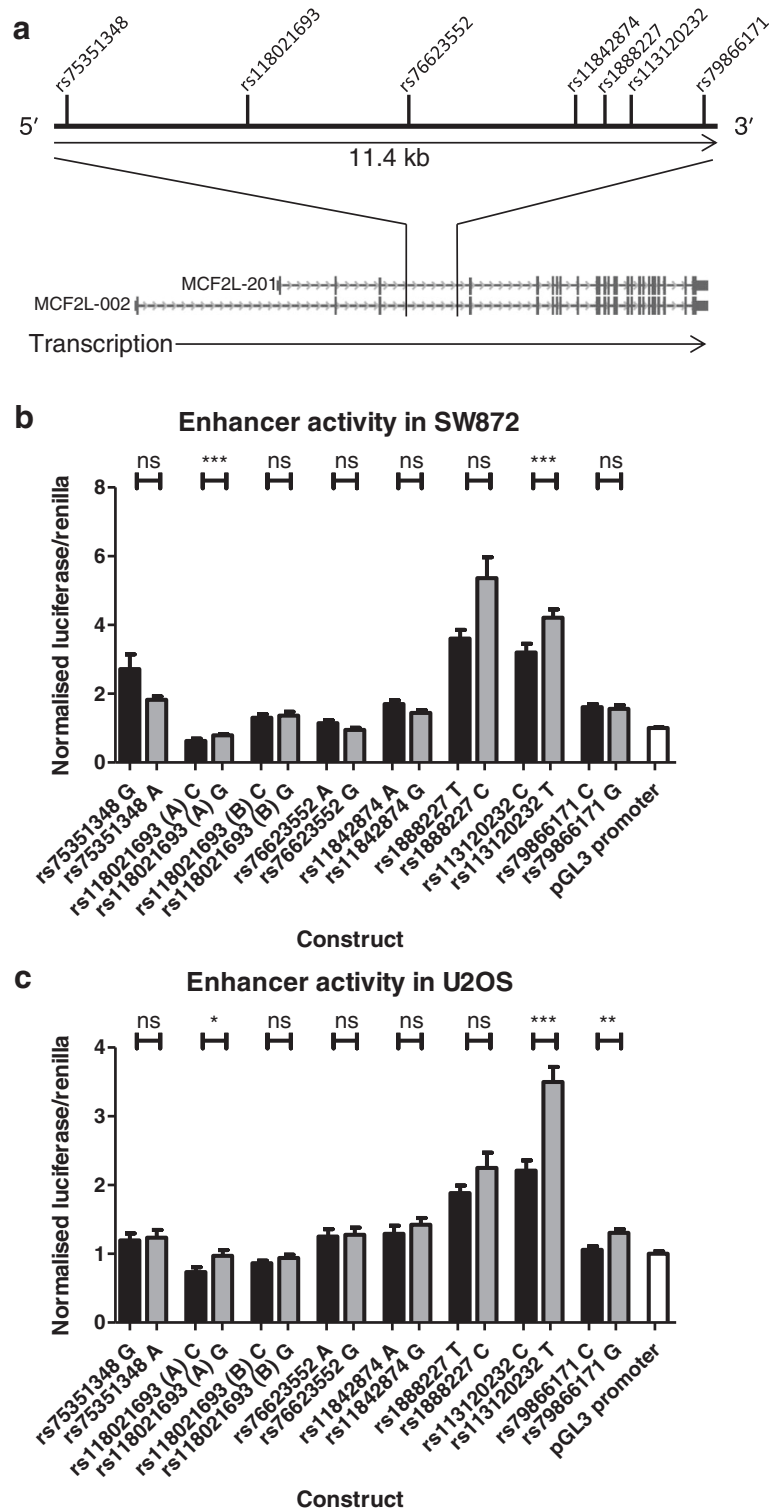 a
rs75351348
rs118021693
rs76623552
rs11842874
rs1888227
rs113120232
rs79866171
5′
3′
11.4 kb
MCF2L-201
MCF2L-002
Transcription
b
Enhancer activity in SW872
ns
***
ns
ns
ns
ns
***
ns
Normalised luciferase/renilla
8
6
4
2
0
rs75351348 G
rs75351348 A
rs118021693 (A) C
rs118021693 (A) G
rs118021693 (B) C
rs118021693 (B) G
rs76623552 A
rs76623552 G
rs11842874 A
rs11842874 G
rs1888227 T
rs1888227 C
rs113120232 C
rs113120232 T
rs79866171 C
rs79866171 G
pGL3 promoter
Construct
c
Enhancer activity in U2OS
ns
*
ns
ns
ns
ns
***
**
Normalised luciferase/renilla
4
3
2
1
0
rs75351348 G
rs75351348 A
rs118021693 (A) C
rs118021693 (A) G
rs118021693 (B) C
rs118021693 (B) G
rs76623552 A
rs76623552 G
rs11842874 A
rs11842874 G
rs1888227 T
rs1888227 C
rs113120232 C
rs113120232 T
rs79866171 C
rs79866171 G
pGL3 promoter
Construct